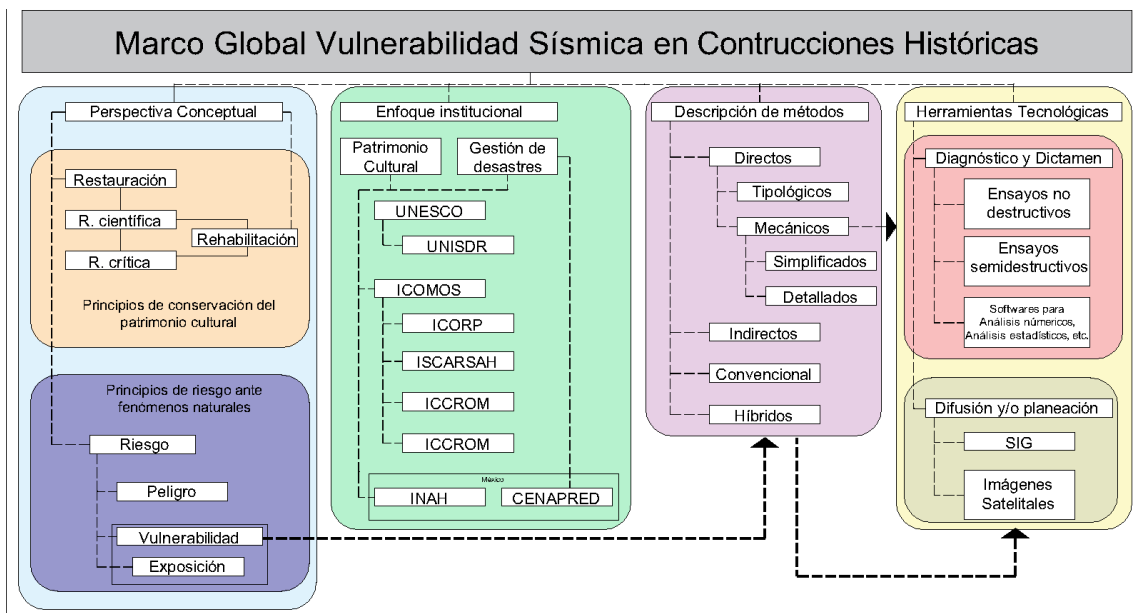 Marco Global Vulnerabilidad Sísmica en Contrucciones Históricas
Perspectiva Conceptual
Restauración
R. científica
Rehabilitación
R. crítica
Principios de conservación del
patrimonio cultural
Principios de riesgo ante
fenómenos naturales
Riesgo
Peligro
Vulnerabilidad
Exposición
Enfoque institucional
Patrimonio
Cultural
Gestión de
desastres
UNESCO
UNISDR
ICOMOS
ICORP
ISCARSAH
ICCROM
ICCROM
México
INAH
CENAPRED
Descripción de métodos
Directos
Tipológicos
Mecánicos
Simplificados
Detallados
Indirectos
Convencional
Híbridos
Herramientas Tecnológicas
Diagnóstico y Dictamen
Ensayos no
destructivos
Ensayos
semidestructivos
Softwares para
Análisis númericos,
Análisis estadísticos, etc.
Difusión y/o planeación
SIG
Imágenes
Satelitales